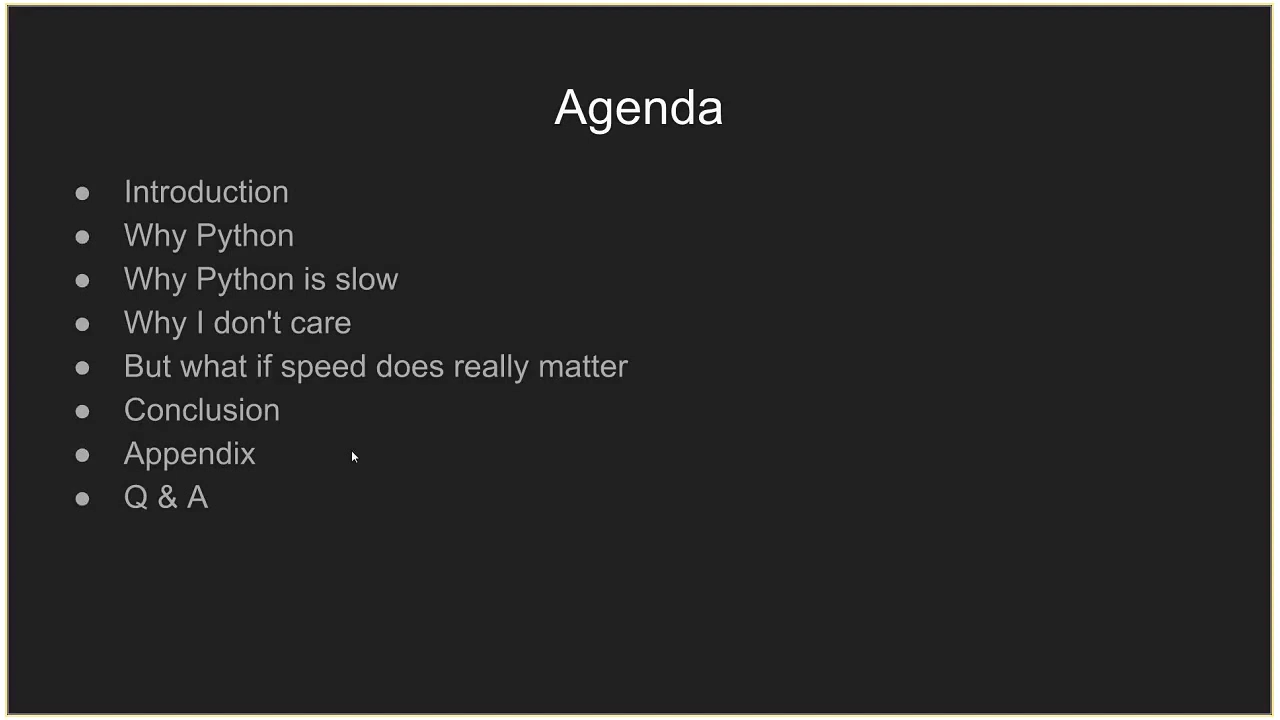 Agenda
● Introduction
● Why Python
● Why Python is slow
● Why I don't care
● But what if speed does really matter
● Conclusion
● Appendix
● Q & A